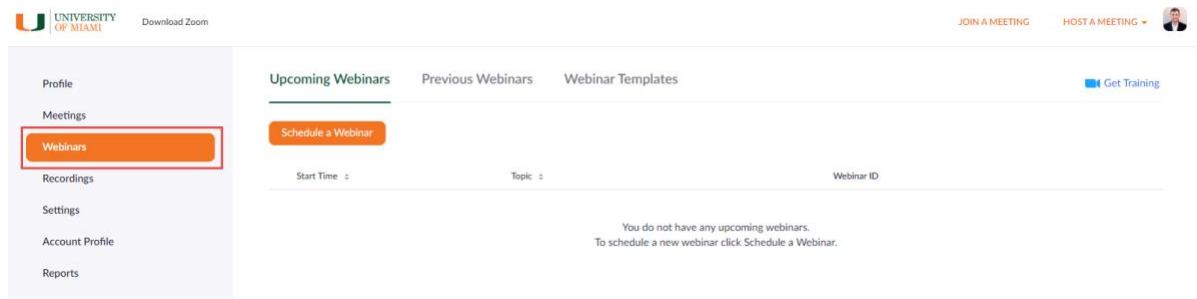 UNIVERSITY
OF MIAMI
Download Zoom
JOIN A MEETING
HOST A MEETING
Profile
Meetings
Webinars
Recordings
Settings
Account Profile
Reports
Upcoming Webinars
Previous Webinars
Webinar Templates
Get Training
Schedule a Webinar
Start Time
Topic
Webinar ID
You do not have any upcoming webinars.
To schedule a new webinar click Schedule a Webinar.